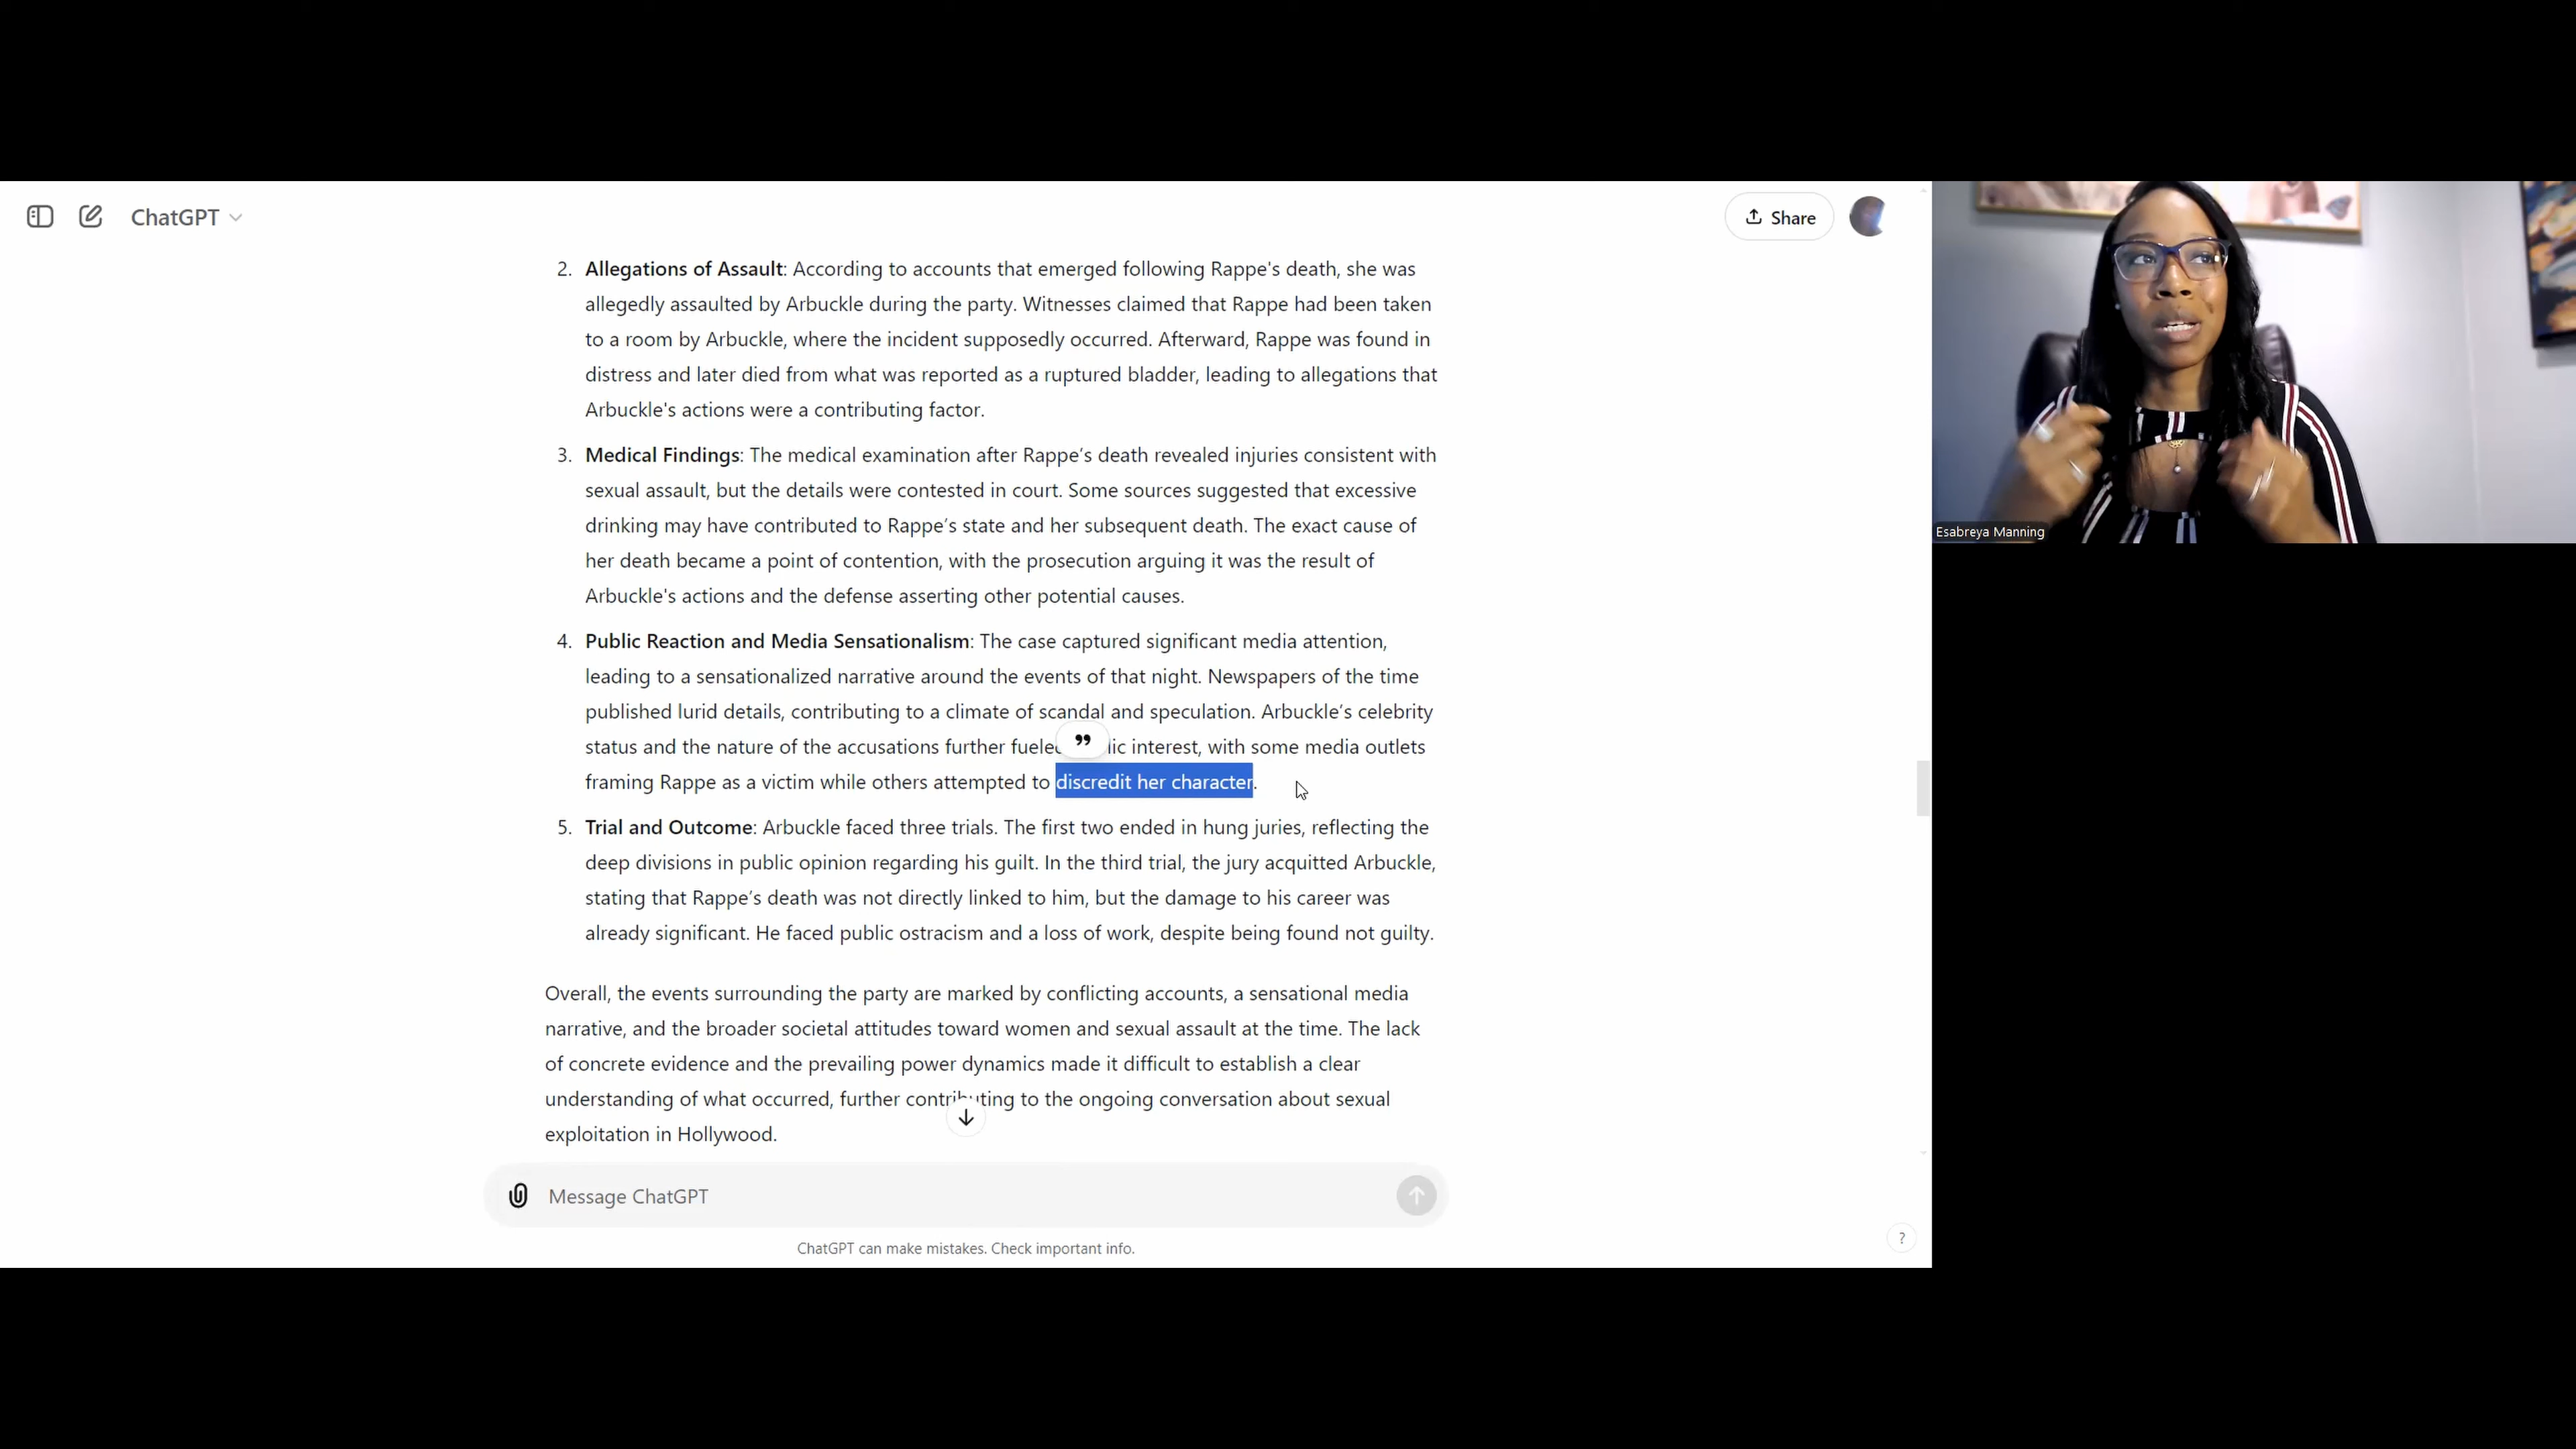 ChatGPT
Share
2. Allegations of Assault: According to accounts that emerged following Rappe's death, she was
allegedly assaulted by Arbuckle during the party. Witnesses claimed that Rappe had been taken
to a room by Arbuckle, where the incident supposedly occurred. Afterward, Rappe was found in
distress and later died from what was reported as a ruptured bladder, leading to allegations that
Arbuckle's actions were a contributing factor.
3. Medical Findings: The medical examination after Rappe’s death revealed injuries consistent with
sexual assault, but the details were contested in court. Some sources suggested that excessive
drinking may have contributed to Rappe’s state and her subsequent death. The exact cause of
her death became a point of contention, with the prosecution arguing it was the result of
Arbuckle's actions and the defense asserting other potential causes.
4. Public Reaction and Media Sensationalism: The case captured significant media attention,
leading to a sensationalized narrative around the events of that night. Newspapers of the time
published lurid details, contributing to a climate of scandal and speculation. Arbuckle’s celebrity
status and the nature of the accusations further interest, with some media outlets
framing Rappe as a victim while others attempted to discredit her character.
5. Trial and Outcome: Arbuckle faced three trials. The first two ended in hung juries, reflecting the
deep divisions in public opinion regarding his guilt. In the third trial, the jury acquitted Arbuckle,
stating that Rappe’s death was not directly linked to him, but the damage to his career was
already significant. He faced public ostracism and a loss of work, despite being found not guilty.
Overall, the events surrounding the party are marked by conflicting accounts, a sensational media
narrative, and the broader societal attitudes toward women and sexual assault at the time. The lack
of concrete evidence and the prevailing power dynamics made it difficult to establish a clear
understanding of what occurred, further contributing to the ongoing conversation about sexual
exploitation in Hollywood.
Message ChatGPT
ChatGPT can make mistakes. Check important info.
?
Esabreya Manning